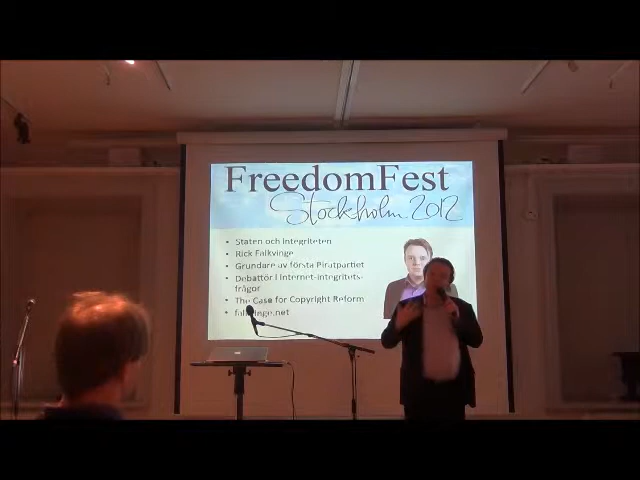 FreedomFest
Stockholm 2012
• Staten och integriteten
• Rick Falkvinge
• Grundare av första Piratpartiet
• Debattör i Internet-integritets-
frågor
• The Case for Copyright Reform
• falkvinge.net